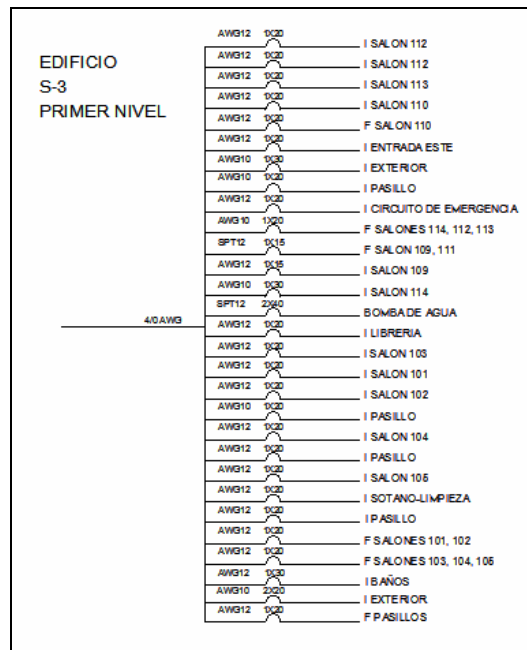 EDIFICIO
S-3
PRIMER NIVEL
4/0 AWG
AWG12 1X20 I SALON 112
AWG12 1X20 I SALON 112
AWG12 1X20 I SALON 113
AWG12 1X20 I SALON 110
AWG12 1X20 F SALON 110
AWG12 1X20 I ENTRADA ESTE
AWG10 1X30 I EXTERIOR
AWG10 1X20 I PASILLO
AWG12 1X20 I CIRCUITO DE EMERGENCIA
AWG10 1X20 F SALONES 114, 112, 113
SPT12 1X15 F SALON 109, 111
AWG12 1X15 I SALON 109
AWG10 1X30 I SALON 114
SPT12 2X40 BOMBA DE AGUA
AWG12 1X20 I LIBRERIA
AWG12 1X20 I SALON 103
AWG12 1X20 I SALON 101
AWG12 1X20 I SALON 102
AWG10 1X20 I PASILLO
AWG12 1X20 I SALON 104
AWG12 1X20 I PASILLO
AWG12 1X20 I SALON 105
AWG12 1X20 I SOTANO-LIMPIEZA
AWG12 1X20 I PASILLO
AWG12 1X20 F SALONES 101, 102
AWG12 1X20 F SALONES 103, 104, 105
AWG12 1X30 I BAÑOS
AWG10 2X20 I EXTERIOR
AWG12 1X20 F PASILLOS